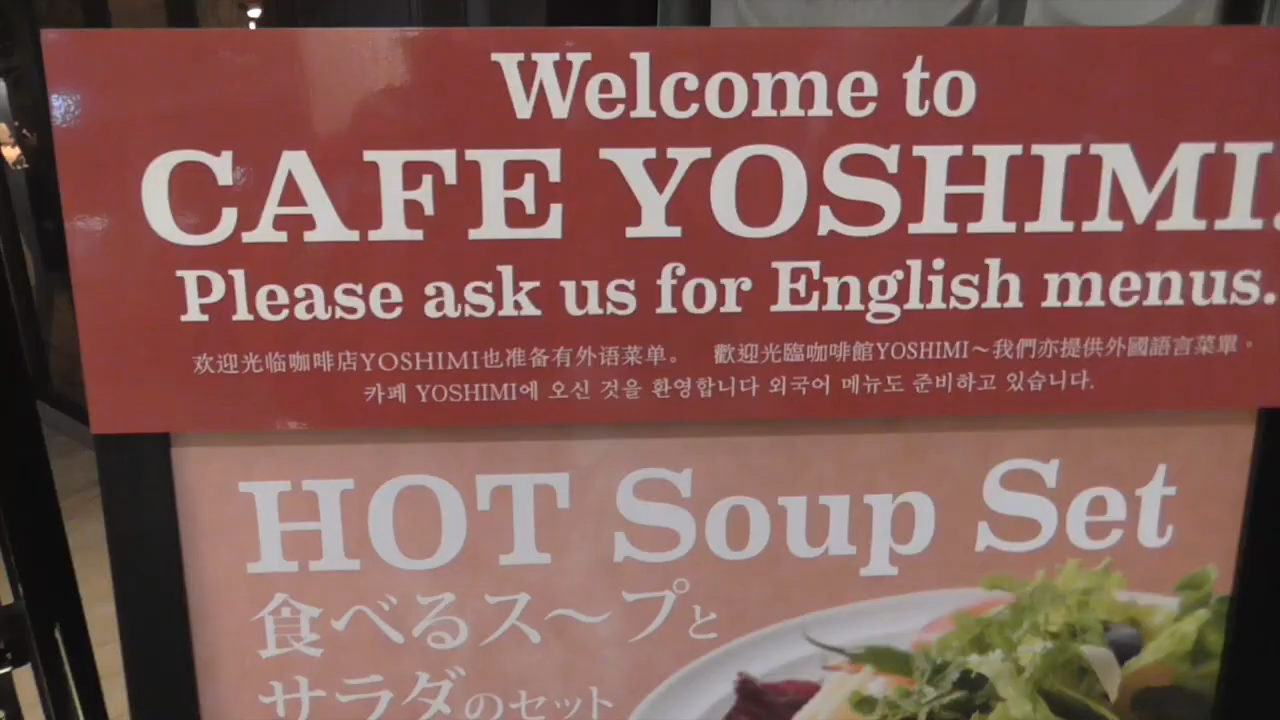 Welcome to
CAFE YOSHIMI.
Please ask us for English menus.
欢迎光临咖啡店YOSHIMI也准备有外语菜单。 歡迎光臨咖啡館YOSHIMI～我們亦提供外國語言菜單。
카페 YOSHIMI에 오신 것을 환영합니다 외국어 메뉴도 준비하고 있습니다.
HOT Soup Set
食べるス〜プと
サラダのセット